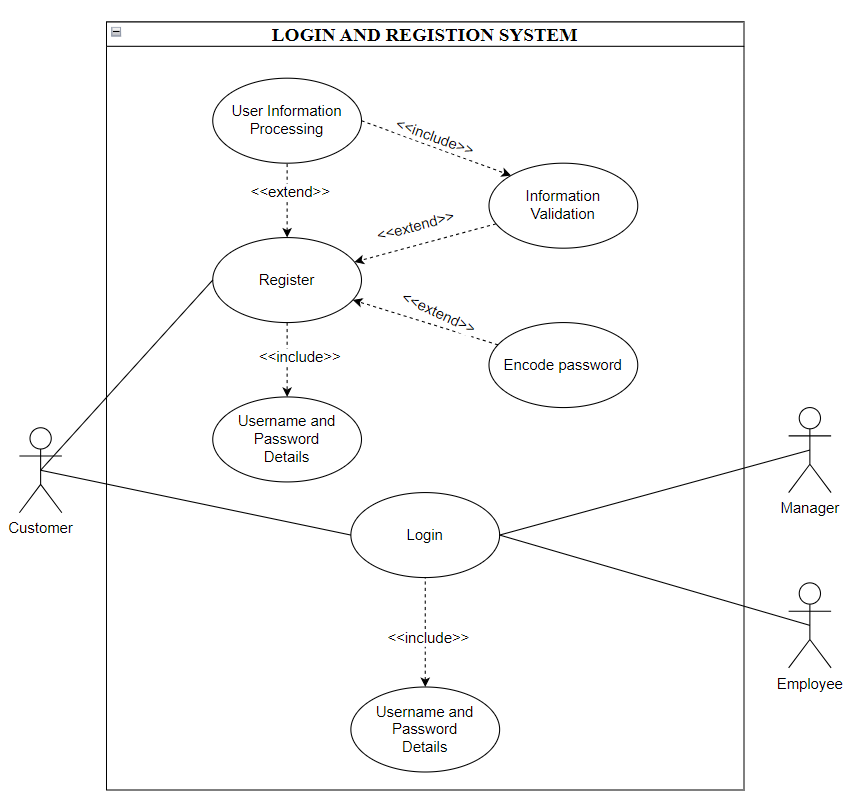 LOGIN AND REGISTION SYSTEM
User Information
Processing
<<include>>
<<extend>>
Information
Validation
<<extend>>
Register
<<extend>>
<<include>>
Encode password
Username and
Password
Details
Customer
Manager
Login
<<include>>
Employee
Username and
Password
Details